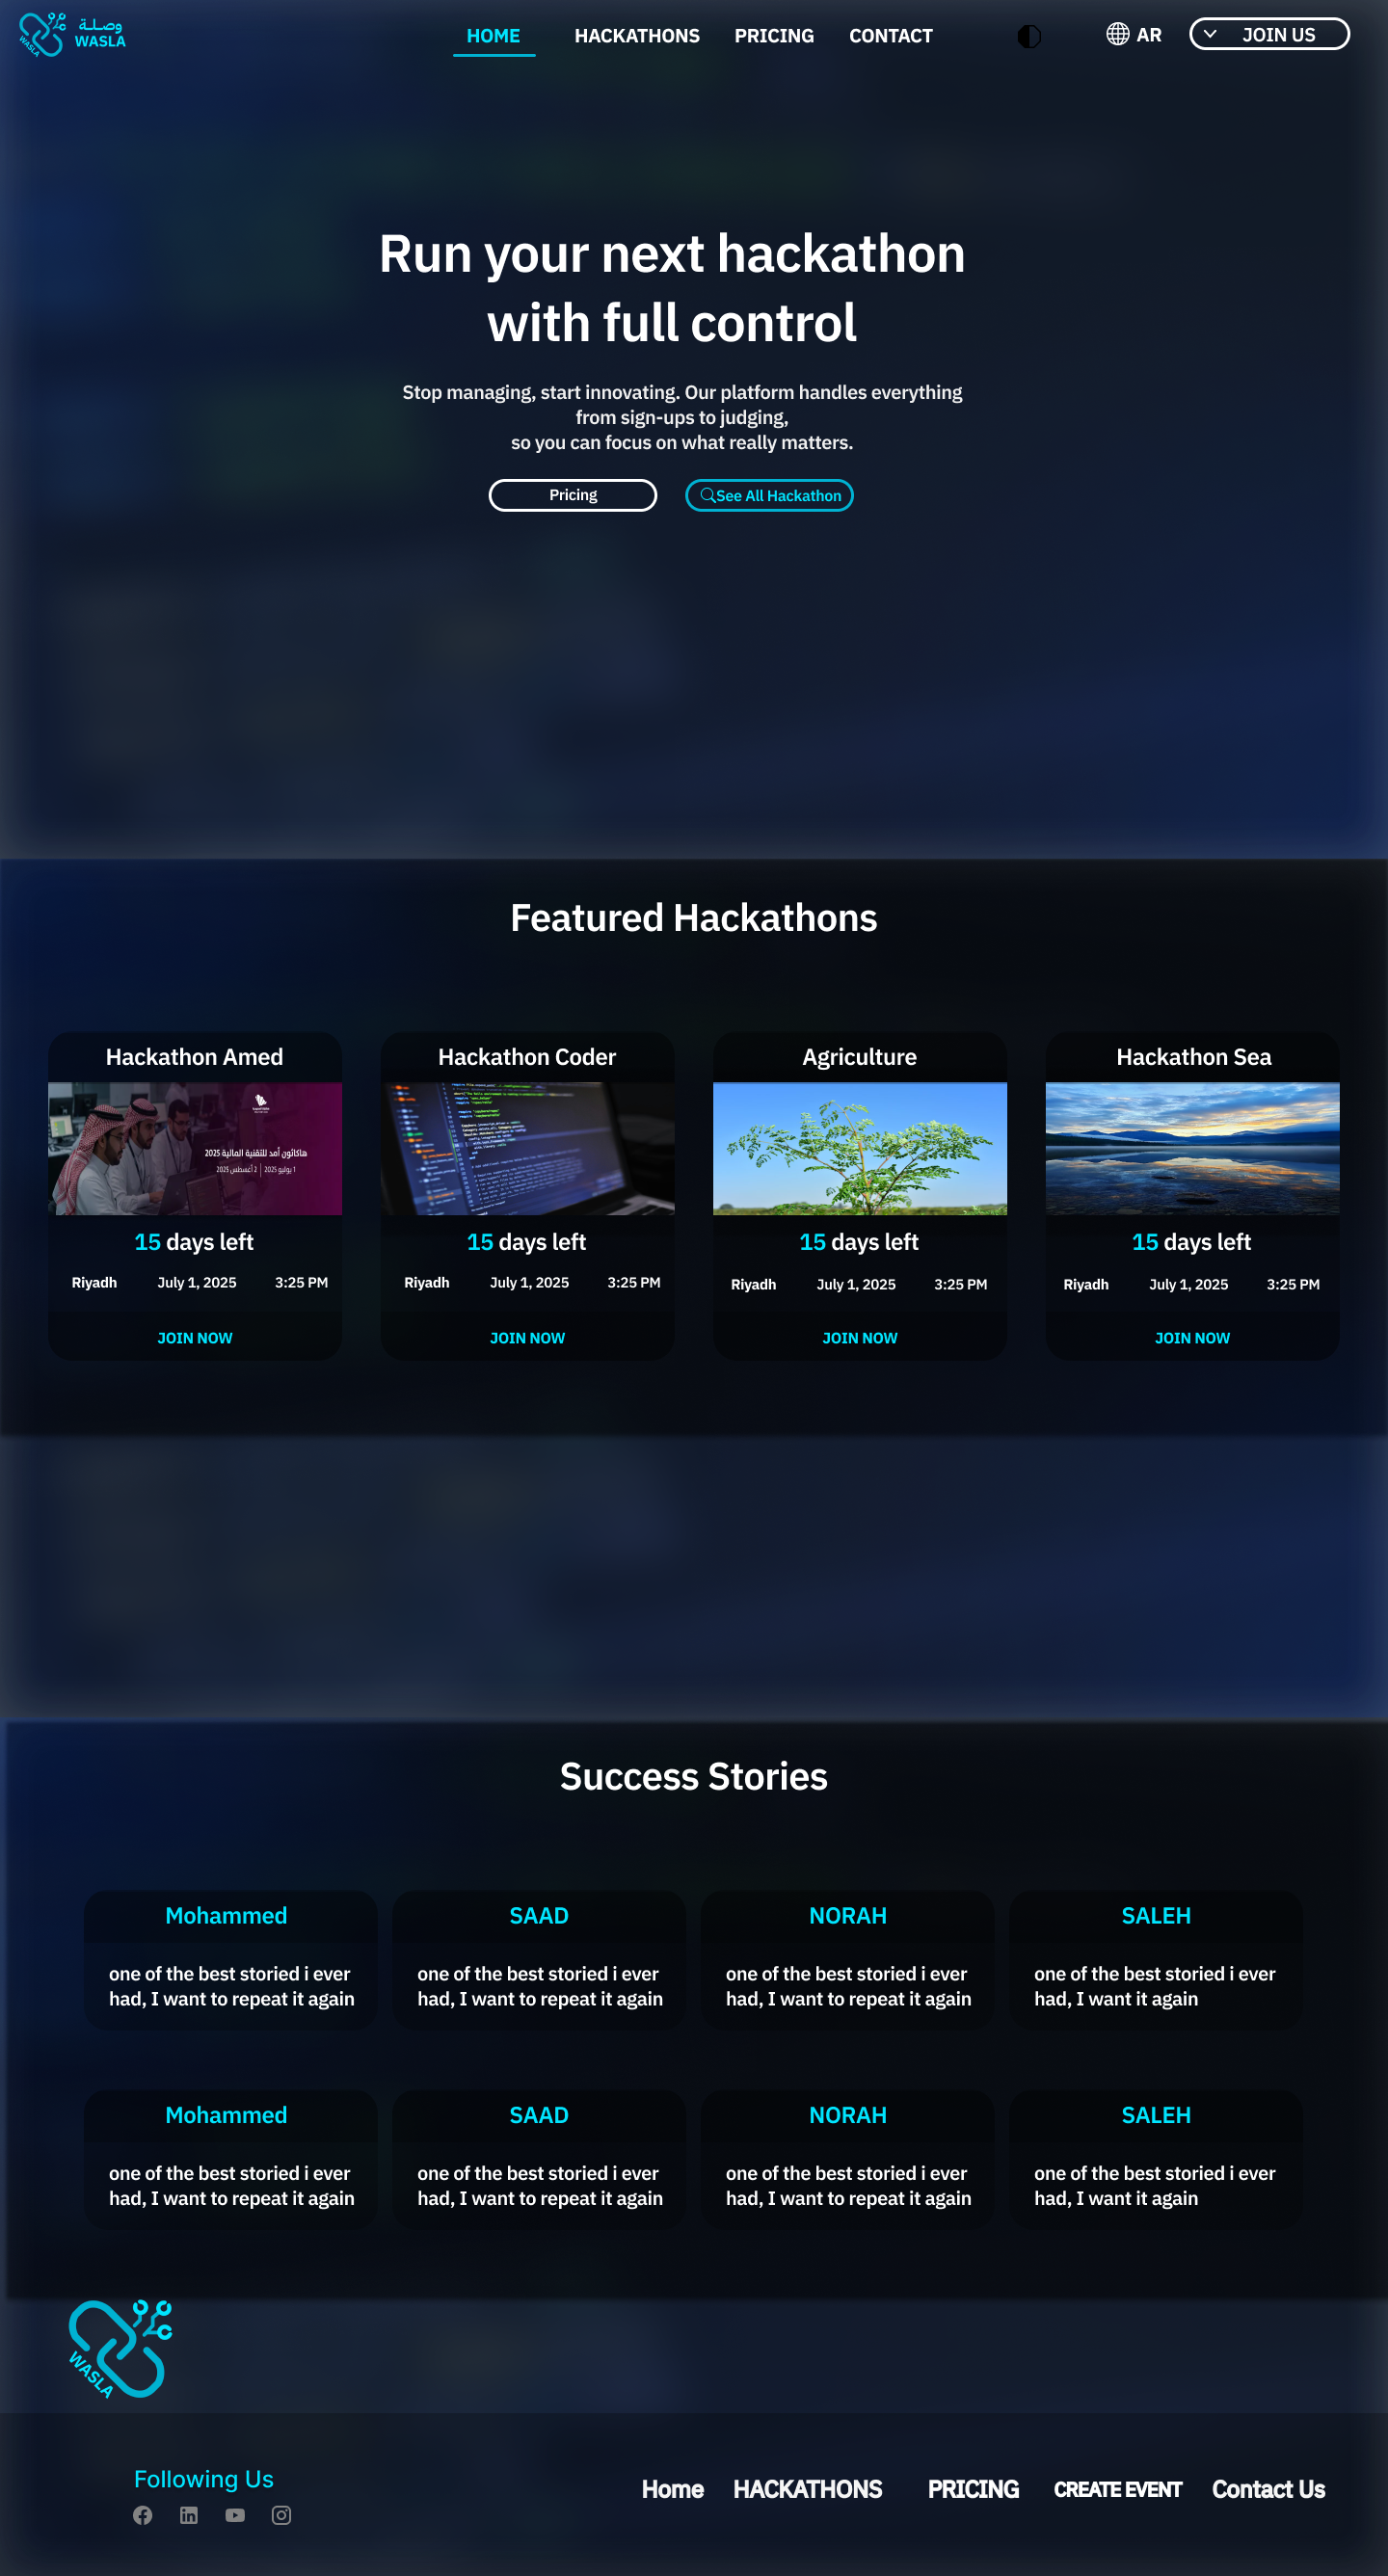 وصلة
WASLA
WASLA
HOME
HACKATHONS
PRICING
CONTACT
AR
JOIN US
Run your next hackathon
with full control
Stop managing, start innovating. Our platform handles everything
from sign-ups to judging,
so you can focus on what really matters.
Pricing
See All Hackathon
Featured Hackathons
Hackathon Amed
هاكاثون أمد للتقنية المالية 2025
1 يوليو 2025 | 2 أغسطس 2025
15 days left
Riyadh July 1, 2025 3:25 PM
JOIN NOW
Hackathon Coder
15 days left
Riyadh July 1, 2025 3:25 PM
JOIN NOW
Agriculture
15 days left
Riyadh July 1, 2025 3:25 PM
JOIN NOW
Hackathon Sea
15 days left
Riyadh July 1, 2025 3:25 PM
JOIN NOW
Success Stories
Mohammed
one of the best storied i ever
had, I want to repeat it again
SAAD
one of the best storied i ever
had, I want to repeat it again
NORAH
one of the best storied i ever
had, I want to repeat it again
SALEH
one of the best storied i ever
had, I want it again
Mohammed
one of the best storied i ever
had, I want to repeat it again
SAAD
one of the best storied i ever
had, I want to repeat it again
NORAH
one of the best storied i ever
had, I want to repeat it again
SALEH
one of the best storied i ever
had, I want it again
WASLA
Following Us
Home
HACKATHONS
PRICING
CREATE EVENT
Contact Us